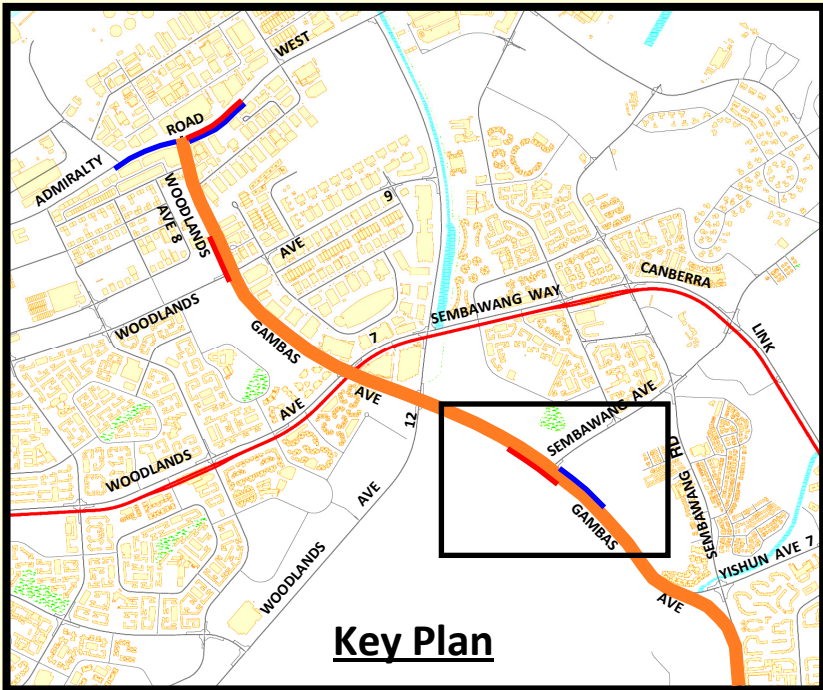 WEST
ROAD
ADMIRALTY
WOODLANDS
AVE 8
9
AVE
WOODLANDS
CANBERRA
SEMBAWANG WAY
LINK
GAMBAS
7
AVE
AVE
12
SEMBAWANG AVE
WOODLANDS
SEMBAWANG RD
AVE
GAMBAS
YISHUN AVE 7
WOODLANDS
AVE
Key Plan